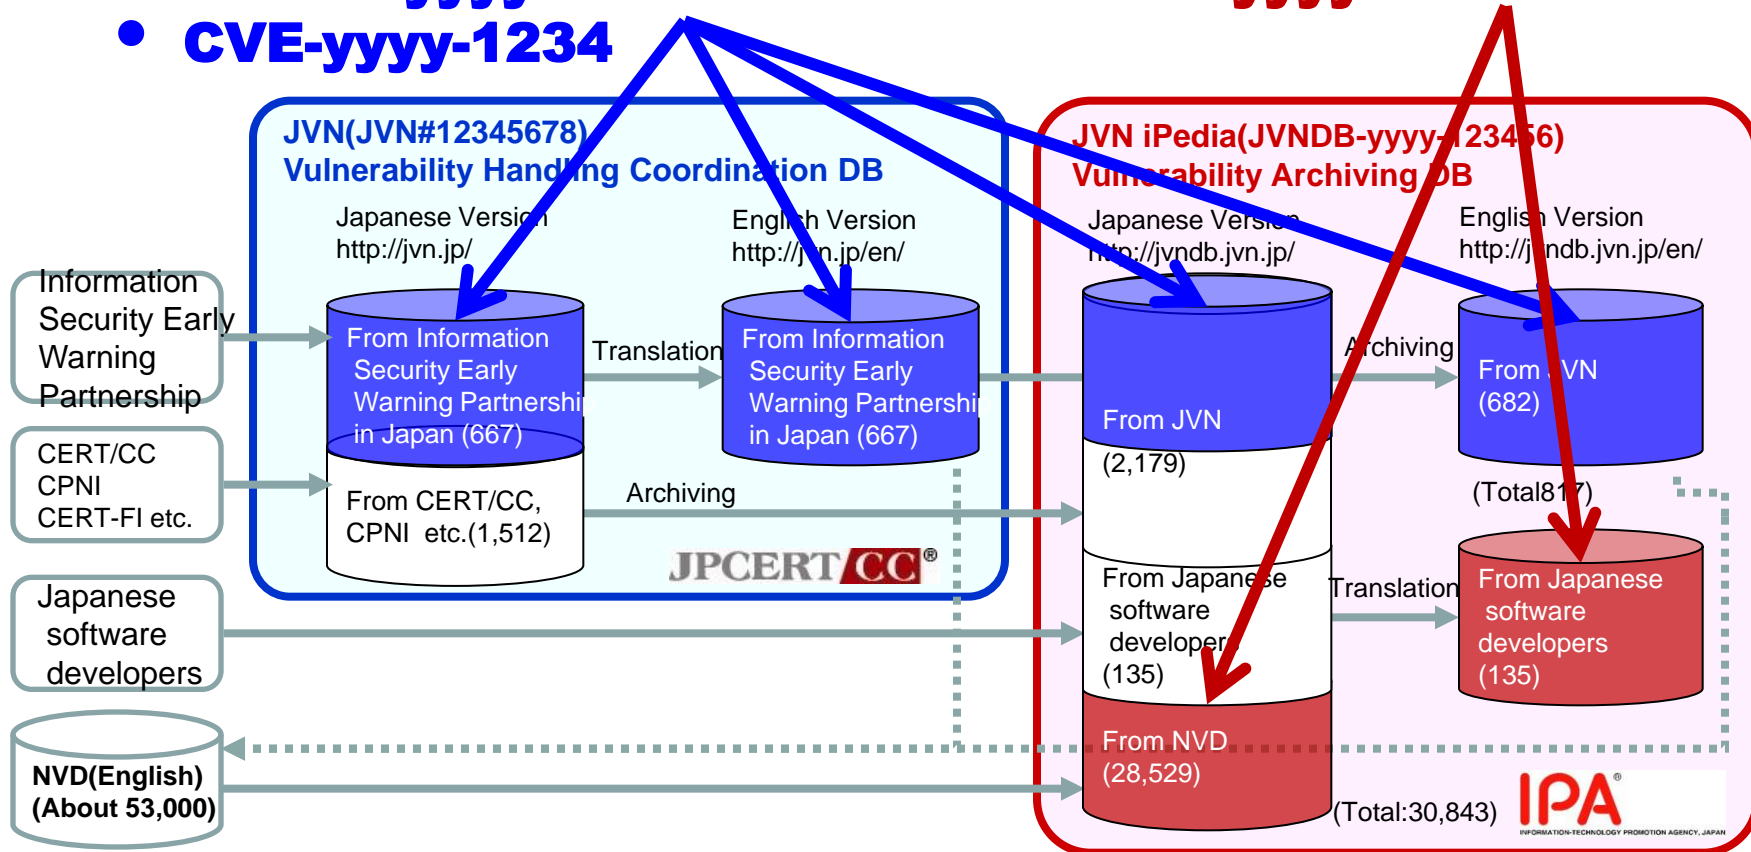 yyyy
yyyy
• CVE-yyyy-1234
JVN(JVN#12345678)
Vulnerability Handling Coordination DB
JVN iPedia(JVNDB-yyyy-123456)
Vulnerability Archiving DB
Japanese Version
http://jvn.jp/
English Version
http://jvn.jp/en/
Japanese Version
http://jvndb.jvn.jp/
English Version
http://jvndb.jvn.jp/en/
Information
Security Early
Warning
Partnership
From Information
Security Early
Warning Partnership
in Japan (667)
Translation
From Information
Security Early
Warning Partnership
in Japan (667)
From JVN
(2,179)
Archiving
From JVN
(682)
CERT/CC
CPNI
CERT-FI etc.
From CERT/CC,
CPNI etc.(1,512)
Archiving
(Total817)
JPCERT/CC®
Japanese
software
developers
From Japanese
software
developers
(135)
Translation
From Japanese
software
developers
(135)
NVD(English)
(About 53,000)
From NVD
(28,529)
(Total:30,843)
IPA®
INFORMATION-TECHNOLOGY PROMOTION AGENCY, JAPAN